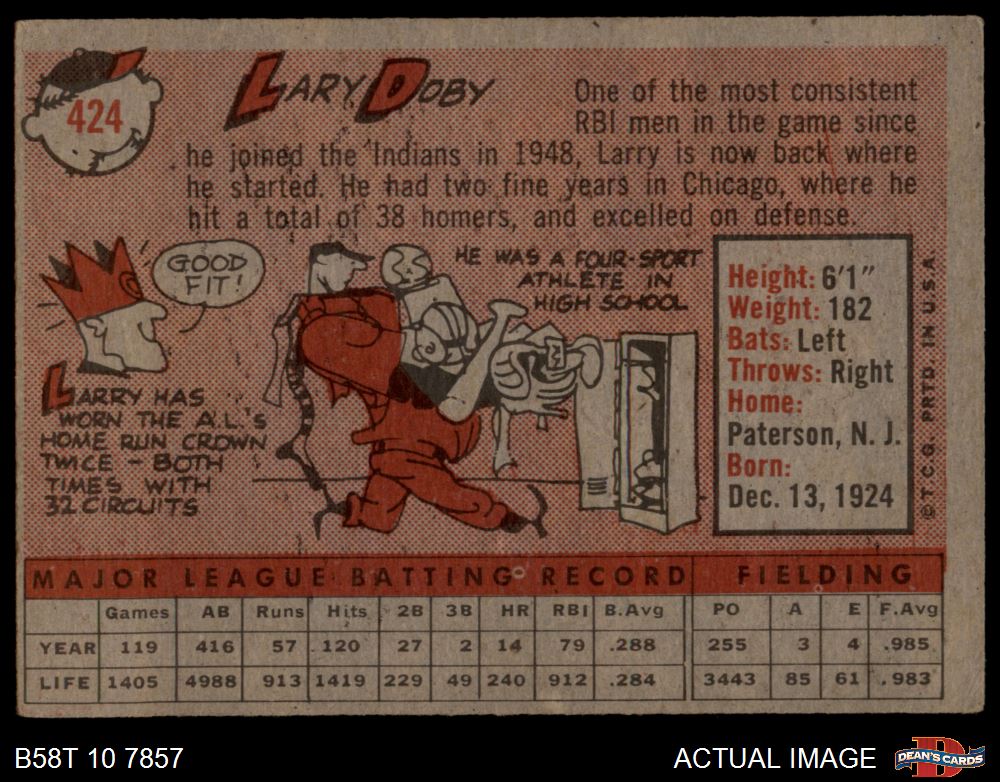 424
LARY DOBY
One of the most consistent
RBI men in the game since
he joined the Indians in 1948, Larry is now back where
he started. He had two fine years in Chicago, where he
hit a total of 38 homers, and excelled on defense.
GOOD
FIT!
LARRY HAS
WORN THE A.L.'S
HOME RUN CROWN
TWICE - BOTH
TIMES WITH
32 CIRCUITS
HE WAS A FOUR-SPORT
ATHLETE IN
HIGH SCHOOL
Height: 6'1"
Weight: 182
Bats: Left
Throws: Right
Home:
Paterson, N. J.
Born:
Dec. 13, 1924
© T.C.G. PRTD. IN U.S.A.
MAJOR LEAGUE BATTING RECORD FIELDING
Games AB Runs Hits 2B 3B HR RBI B.Avg PO A E F.Avg
YEAR 119 416 57 120 27 2 14 79 .288 255 3 4 .985
LIFE 1405 4988 913 1419 229 49 240 912 .284 3443 85 61 .983
B58T 10 7857
ACTUAL IMAGE
D
DEAN'S CARDS